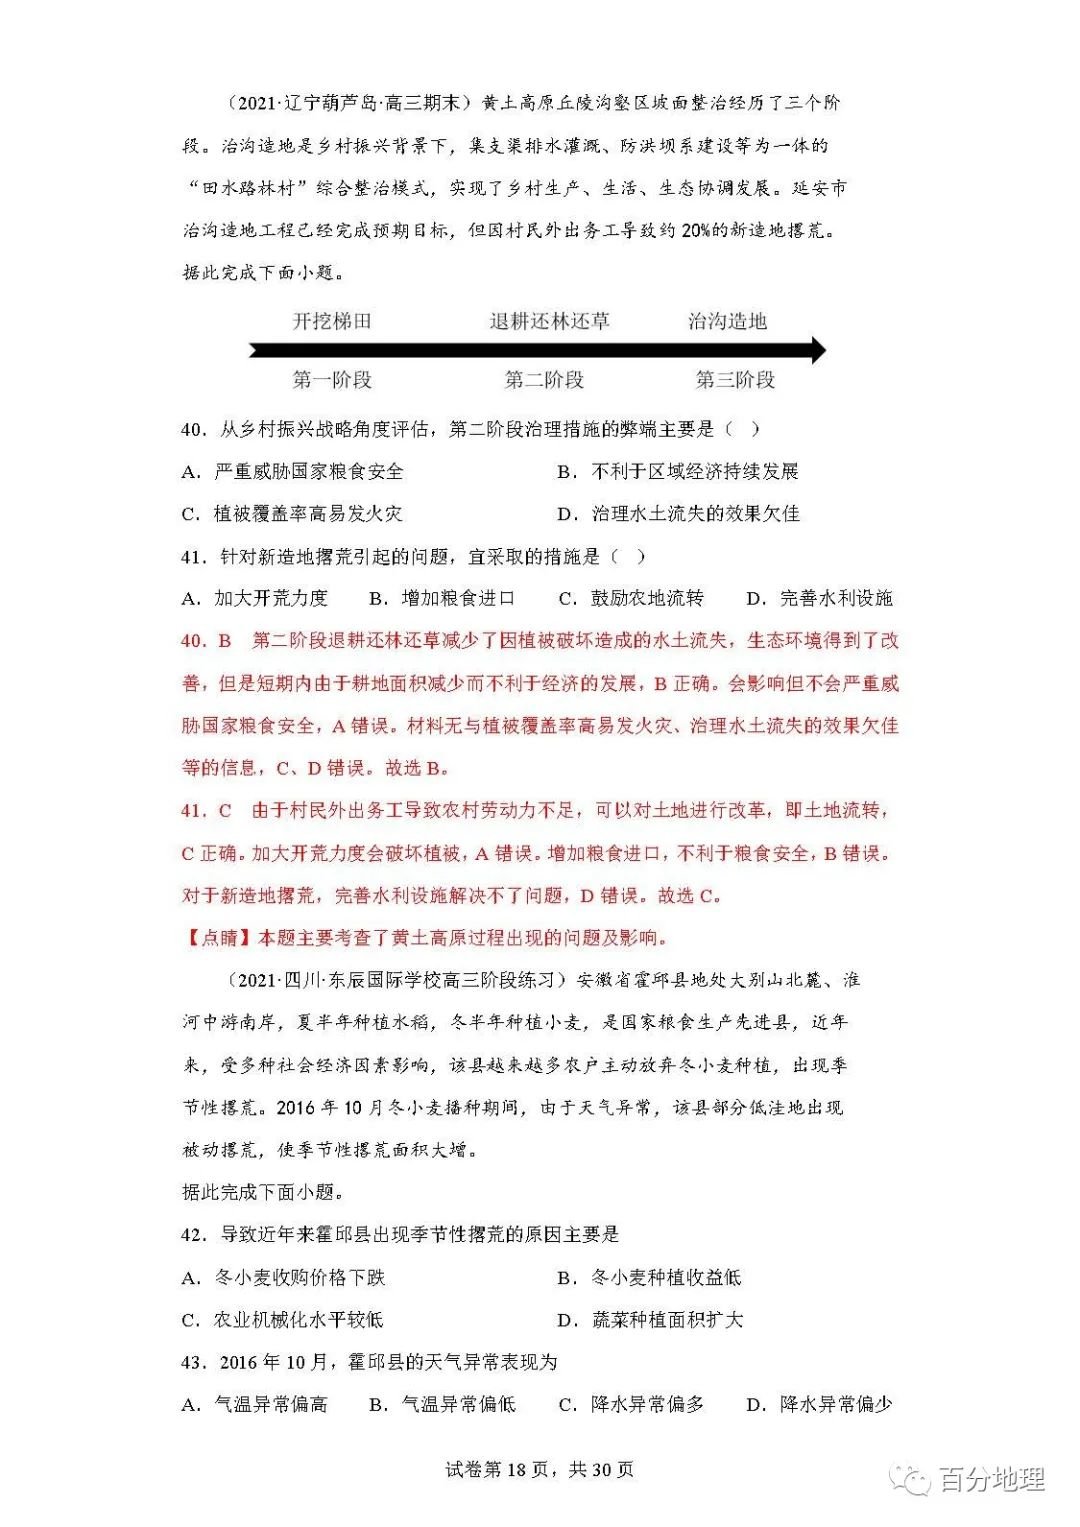 （2021·辽宁葫芦岛·高三期末）黄土高原丘陵沟壑区坡面整治经历了三个阶
段。治沟造地是乡村振兴背景下，集支渠排水灌溉、防洪坝系建设等为一体的
“田水路林村”综合整治模式，实现了乡村生产、生活、生态协调发展。延安市
治沟造地工程已经完成预期目标，但因村民外出务工导致约 20%的新造地撂荒。
据此完成下面小题。
开挖梯田 退耕还林还草 治沟造地
第一阶段 第二阶段 第三阶段
40．从乡村振兴战略角度评估，第二阶段治理措施的弊端主要是（ ）
A．严重威胁国家粮食安全 B．不利于区域经济持续发展
C．植被覆盖率高易发火灾 D．治理水土流失的效果欠佳
41．针对新造地撂荒引起的问题，宜采取的措施是（ ）
A．加大开荒力度 B．增加粮食进口 C．鼓励农地流转 D．完善水利设施
40．B 第二阶段退耕还林还草减少了因植被破坏造成的水土流失，生态环境得到了改
善，但是短期内由于耕地面积减少而不利于经济的发展，B 正确。会影响但不会严重威
胁国家粮食安全，A 错误。材料无与植被覆盖率高易发火灾、治理水土流失的效果欠佳
等的信息，C、D 错误。故选 B。
41．C 由于村民外出务工导致农村劳动力不足，可以对土地进行改革，即土地流转，
C 正确。加大开荒力度会破坏植被，A 错误。增加粮食进口，不利于粮食安全，B 错误。
对于新造地撂荒，完善水利设施解决不了问题，D 错误。故选 C。
【点睛】本题主要考查了黄土高原过程出现的问题及影响。
（2021·四川·东辰国际学校高三阶段练习）安徽省霍邱县地处大别山北麓、淮
河中游南岸，夏半年种植水稻，冬半年种植小麦，是国家粮食生产先进县，近年
来，受多种社会经济因素影响，该县越来越多农户主动放弃冬小麦种植，出现季
节性撂荒。2016 年 10 月冬小麦播种期间，由于天气异常，该县部分低洼地出现
被动撂荒，使季节性撂荒面积大增。
据此完成下面小题。
42．导致近年来霍邱县出现季节性撂荒的原因主要是
A．冬小麦收购价格下跌 B．冬小麦种植收益低
C．农业机械化水平较低 D．蔬菜种植面积扩大
43．2016 年 10 月，霍邱县的天气异常表现为
A．气温异常偏高 B．气温异常偏低 C．降水异常偏多 D．降水异常偏少
试卷第 18 页，共 30 页
百分地理